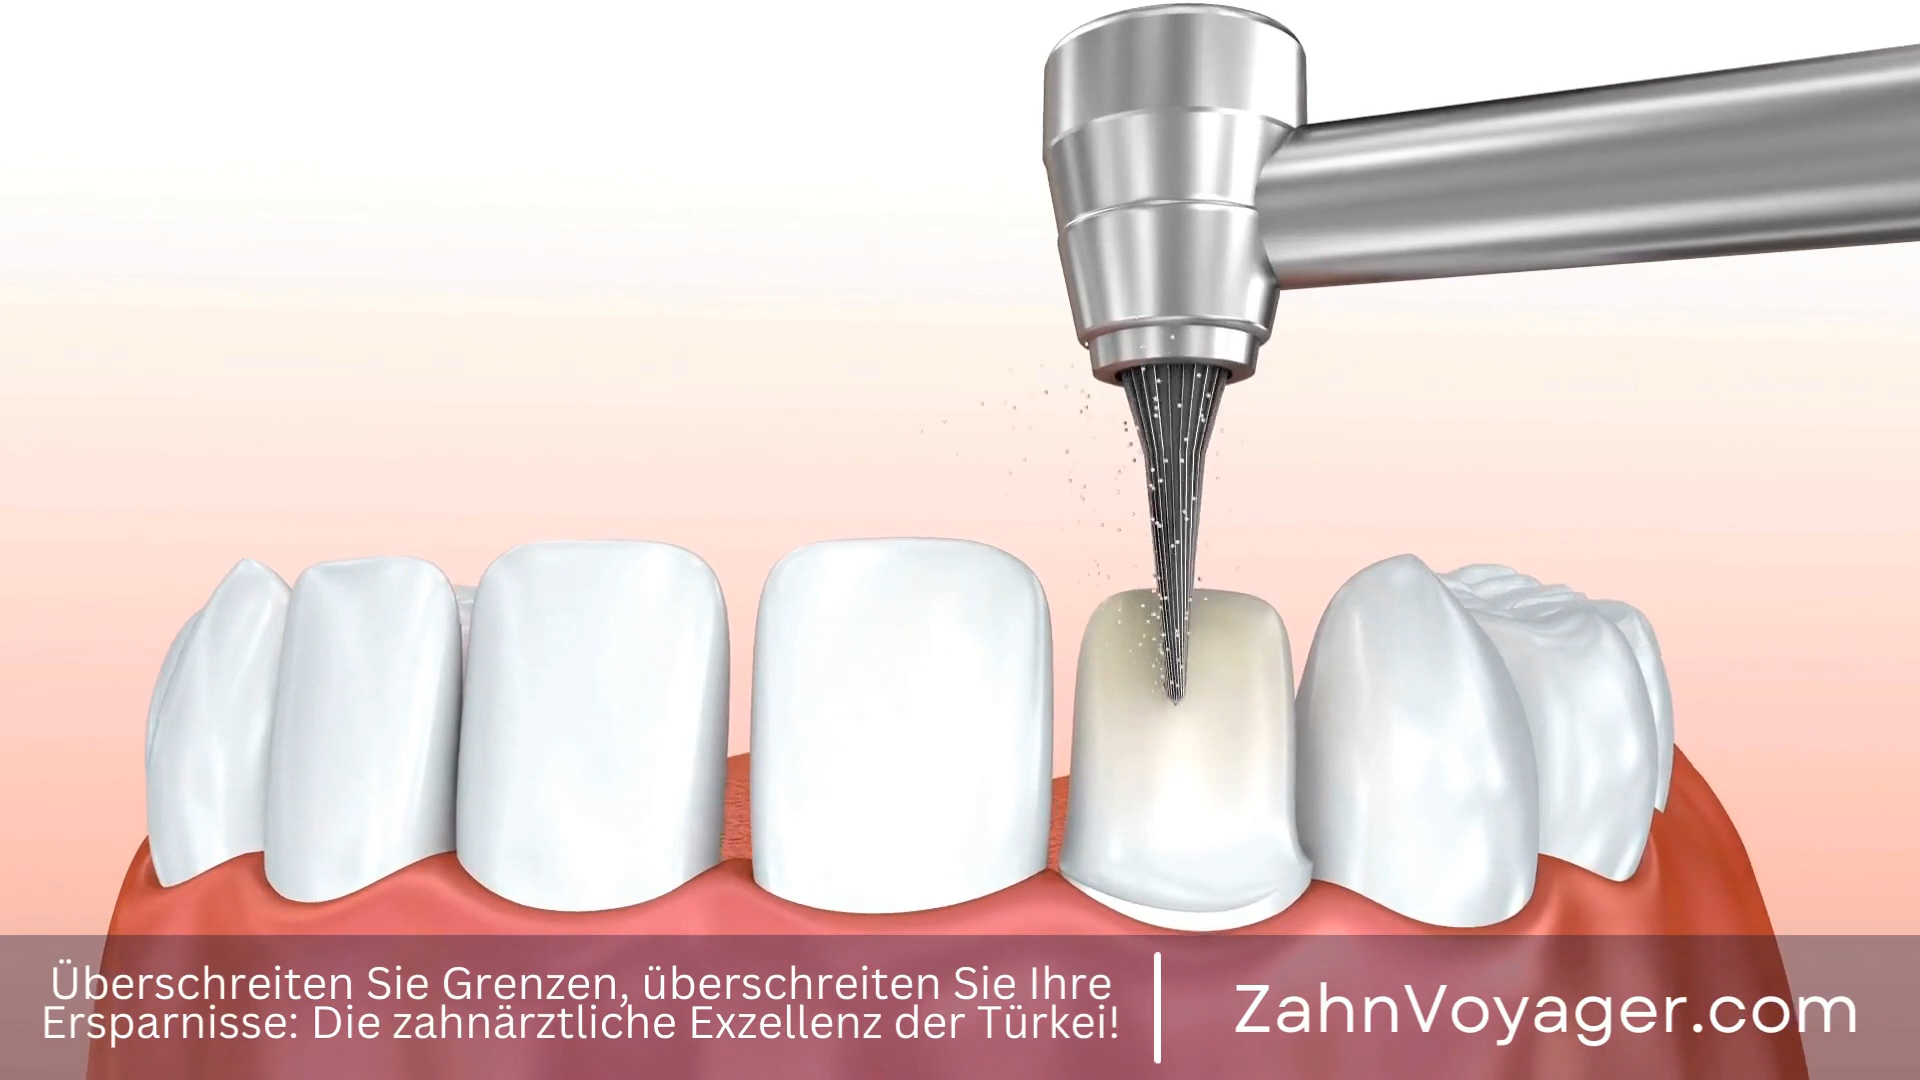 Überschreiten Sie Grenzen, überschreiten Sie Ihre
Ersparnisse: Die zahnärztliche Exzellenz der Türkei!
ZahnVoyager.com